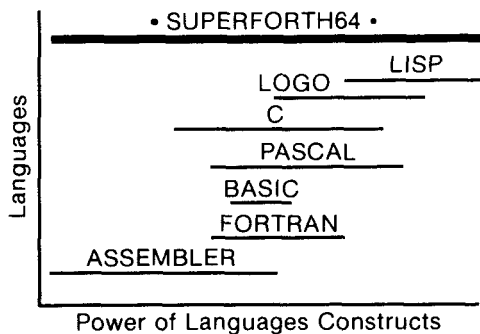 • SUPERFORTH64 •
LISP
LOGO
C
PASCAL
BASIC
FORTRAN
ASSEMBLER
Languages
Power of Languages Constructs